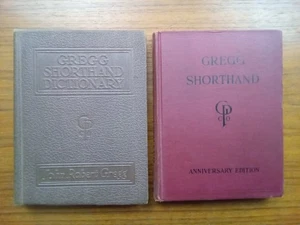 GREGG
SHORTHAND
DICTIONARY
John Robert Gregg
GREGG
SHORTHAND
ANNIVERSARY EDITION